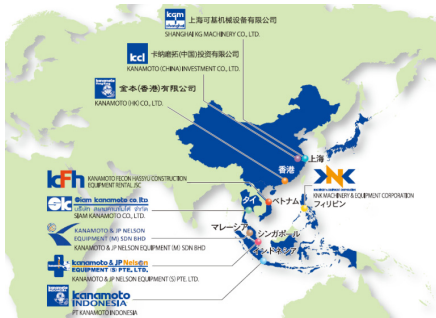 kgm
上海可基机械设备有限公司
SHANGHAI KG MACHINERY CO., LTD.
kcl
卡纳磨拓(中国)投资有限公司
KANAMOTO (CHINA) INVESTMENT CO., LTD.
kanamoto
金本(香港)有限公司
KANAMOTO (HK) CO., LTD.
上海
香港
kFh
KANAMOTO FECON HASSYU CONSTRUCTION
EQUIPMENT RENTAL JSC
KNK MACHINERY & EQUIPMENT CORPORATION
フィリピン
ベトナム
タイ
sk
Siam kanamoto co.,ltd
SIAM KANAMOTO CO., LTD.
KANAMOTO & JP NELSON
EQUIPMENT (M) SDN BHD
KANAMOTO & JP NELSON EQUIPMENT (M) SDN BHD
マレーシア
シンガポール
インドネシア
kanamoto & JP Nelson
EQUIPMENT (S) PTE, LTD,
KANAMOTO & JP NELSON EQUIPMENT (S) PTE. LTD.
kanamoto
INDONESIA
PT KANAMOTO INDONESIA